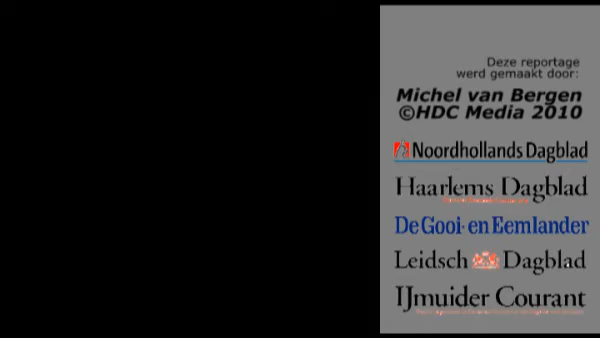 Deze reportage
werd gemaakt door:
Michel van Bergen
©HDC Media 2010
Noordhollands Dagblad
Haarlems Dagblad
De Gooi- en Eemlander
Leidsch Dagblad
IJmuider Courant